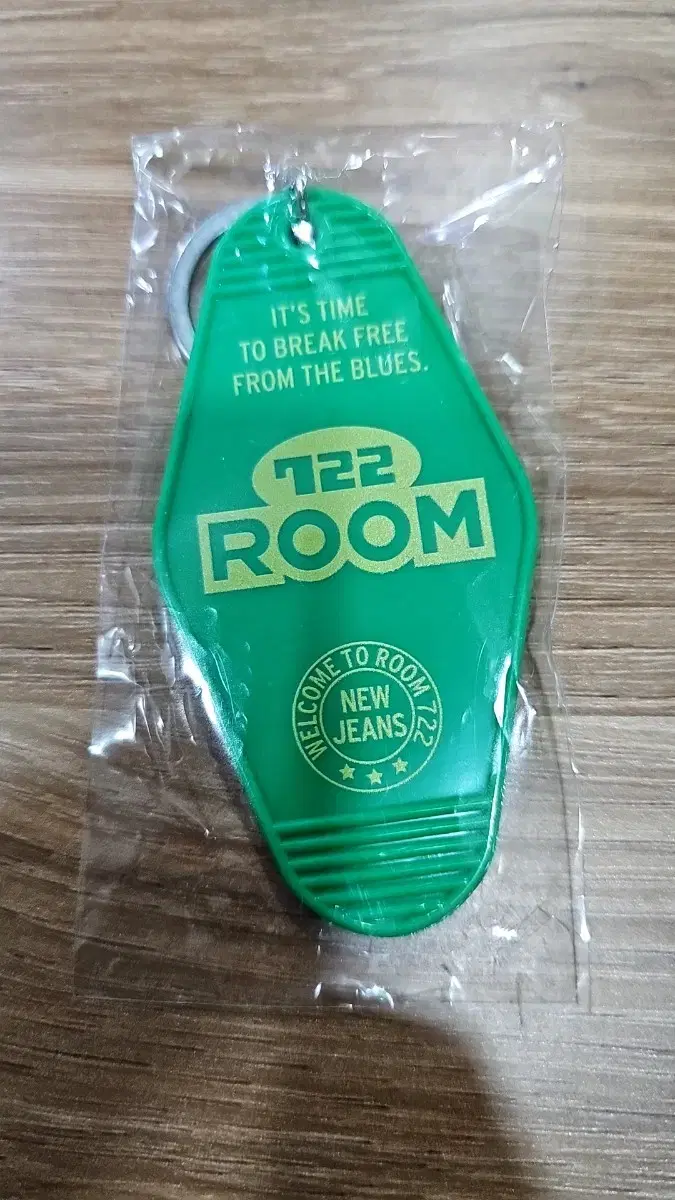 IT'S TIME
TO BREAK FREE
FROM THE BLUES.
722
ROOM
WELCOME TO ROOM 722
NEW
JEANS